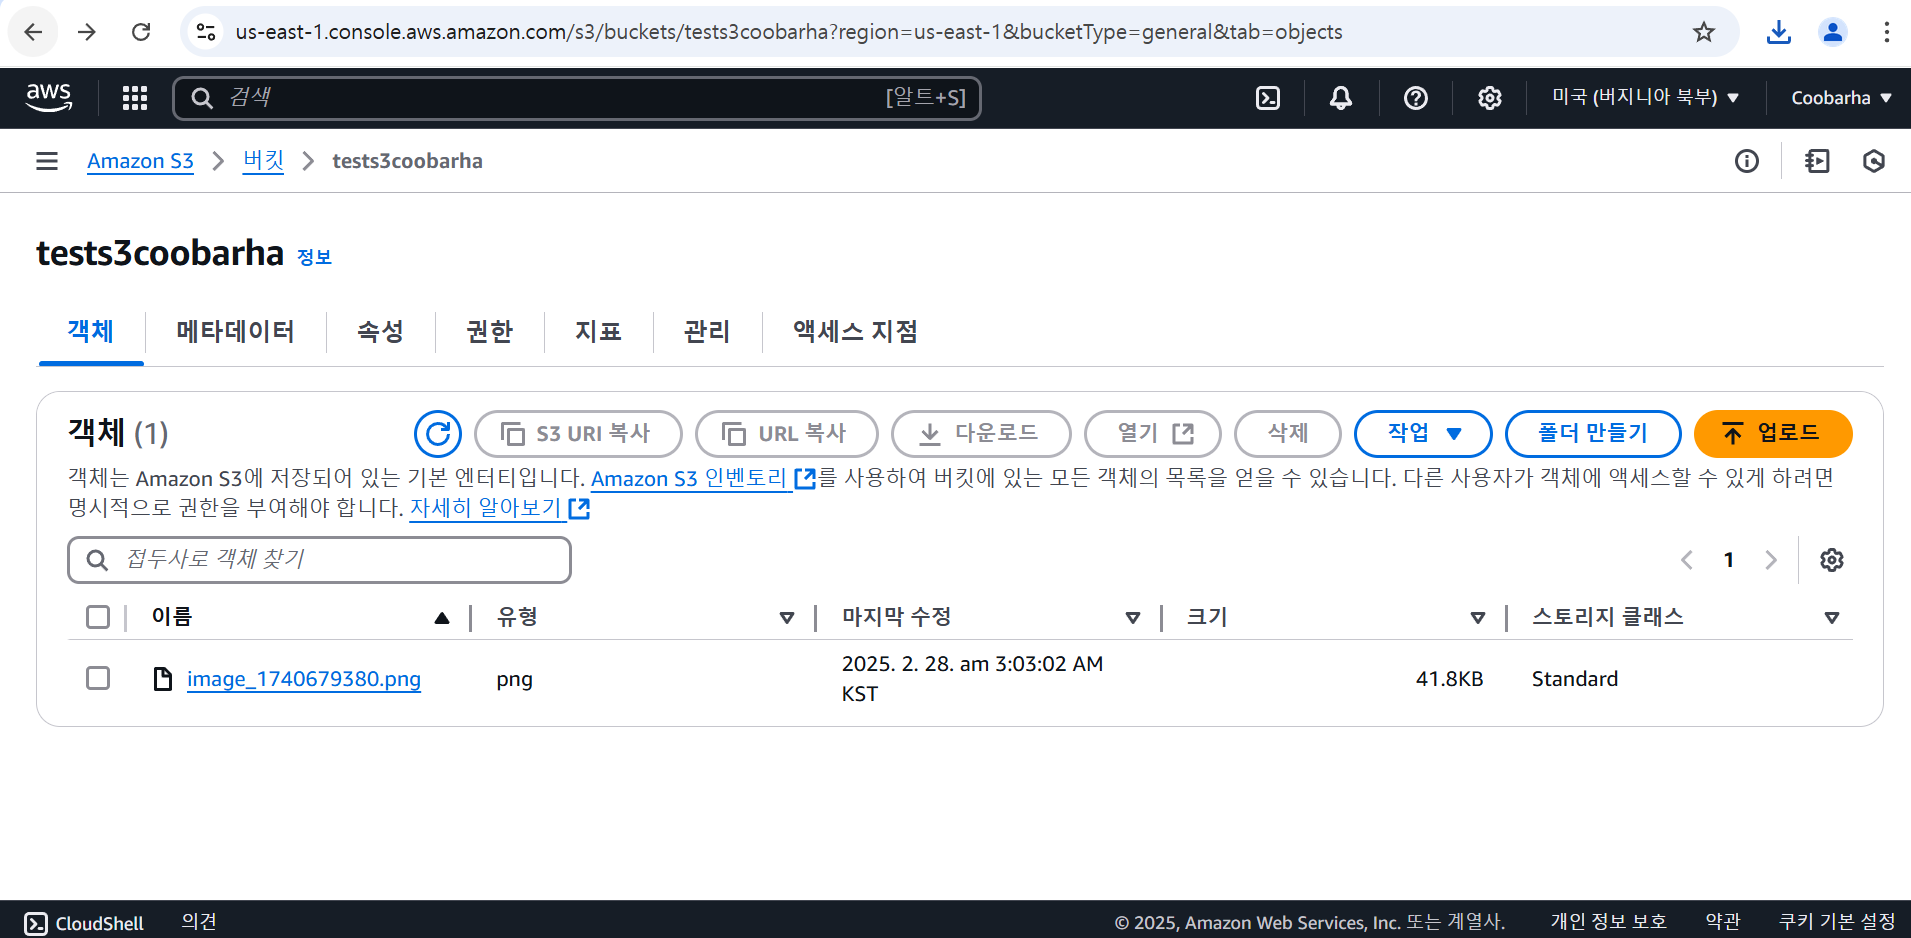 us-east-1.console.aws.amazon.com/s3/buckets/tests3coobarha?region=us-east-1&bucketType=general&tab=objects
aws 검색 [알트+S] 미국 (버지니아 북부) Coobarha
Amazon S3 버킷 tests3coobarha
tests3coobarha 정보
객체 메타데이터 속성 권한 지표 관리 액세스 지점
객체 (1) S3 URI 복사 URL 복사 다운로드 열기 삭제 작업 폴더 만들기 업로드
객체는 Amazon S3에 저장되어 있는 기본 엔터티입니다. Amazon S3 인벤토리를 사용하여 버킷에 있는 모든 객체의 목록을 얻을 수 있습니다. 다른 사용자가 객체에 액세스할 수 있게 하려면
명시적으로 권한을 부여해야 합니다. 자세히 알아보기
접두사로 객체 찾기 1
이름 유형 마지막 수정 크기 스토리지 클래스
image_1740679380.png png 2025. 2. 28. am 3:03:02 AM KST 41.8KB Standard
CloudShell 의견 © 2025, Amazon Web Services, Inc. 또는 계열사. 개인 정보 보호 약관 쿠키 기본 설정